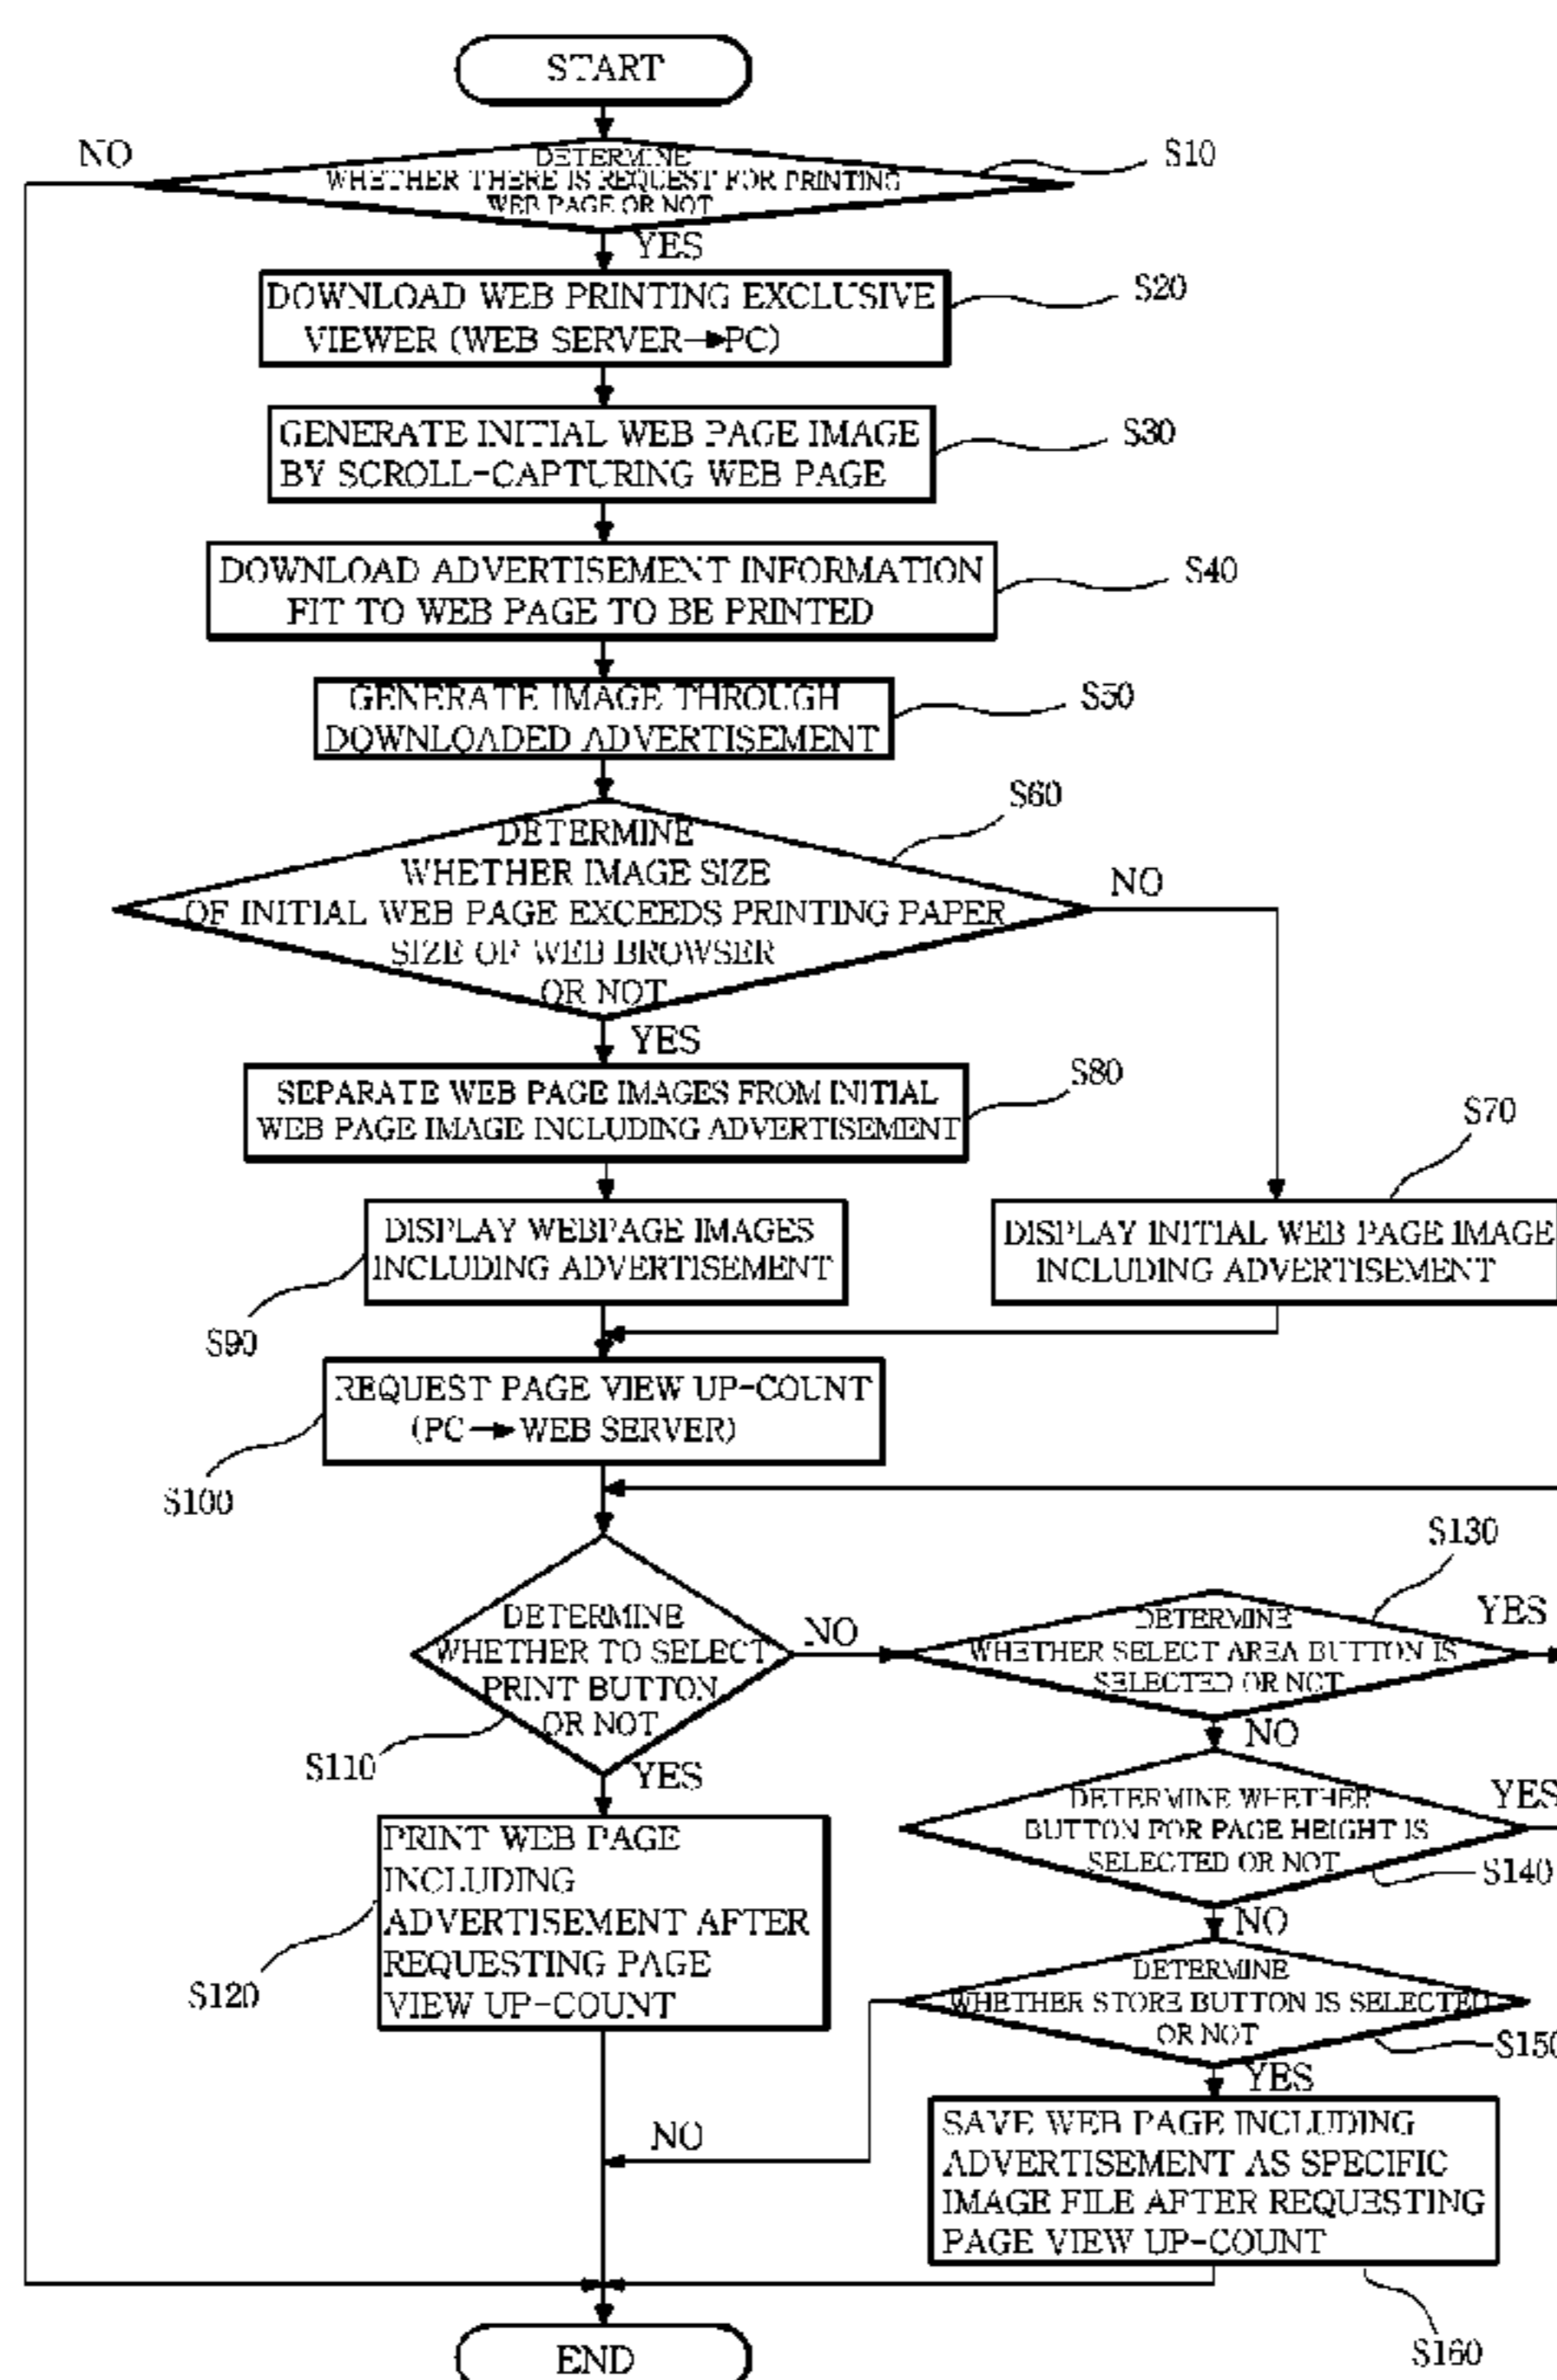 START
NO
DETERMINE
WHETHER THERE IS REQUEST FOR PRINTING
WEB PAGE OR NOT
S10
YES
DOWNLOAD WEB PRINTING EXCLUSIVE
VIEWER (WEB SERVER→PC)
S20
GENERATE INITIAL WEB PAGE IMAGE
BY SCROLL-CAPTURING WEB PAGE
S30
DOWNLOAD ADVERTISEMENT INFORMATION
FIT TO WEB PAGE TO BE PRINTED
S40
GENERATE IMAGE THROUGH
DOWNLOADED ADVERTISEMENT
S50
S60
DETERMINE
WHETHER IMAGE SIZE
OF INITIAL WEB PAGE EXCEEDS PRINTING PAPER
SIZE OF WEB BROWSER
OR NOT
NO
YES
SEPARATE WEB PAGE IMAGES FROM INITIAL
WEB PAGE IMAGE INCLUDING ADVERTISEMENT
S80
S70
DISPLAY WEBPAGE IMAGES
INCLUDING ADVERTISEMENT
DISPLAY INITIAL WEB PAGE IMAGE
INCLUDING ADVERTISEMENT
S90
REQUEST PAGE VIEW UP-COUNT
(PC→WEB SERVER)
S100
S130
DETERMINE
WHETHER TO SELECT
PRINT BUTTON
OR NOT
NO
DETERMINE
WHETHER SELECT AREA BUTTON IS
SELECTED OR NOT
YES
S110
YES
NO
DETERMINE WHETHER
BUTTON FOR PAGE HEIGHT IS
SELECTED OR NOT
YES
S140
PRINT WEB PAGE
INCLUDING
ADVERTISEMENT AFTER
REQUESTING PAGE
VIEW UP-COUNT
S120
NO
DETERMINE
WHETHER STORE BUTTON IS SELECTED
OR NOT
S150
YES
NO
SAVE WEB PAGE INCLUDING
ADVERTISEMENT AS SPECIFIC
IMAGE FILE AFTER REQUESTING
PAGE VIEW UP-COUNT
S160
END